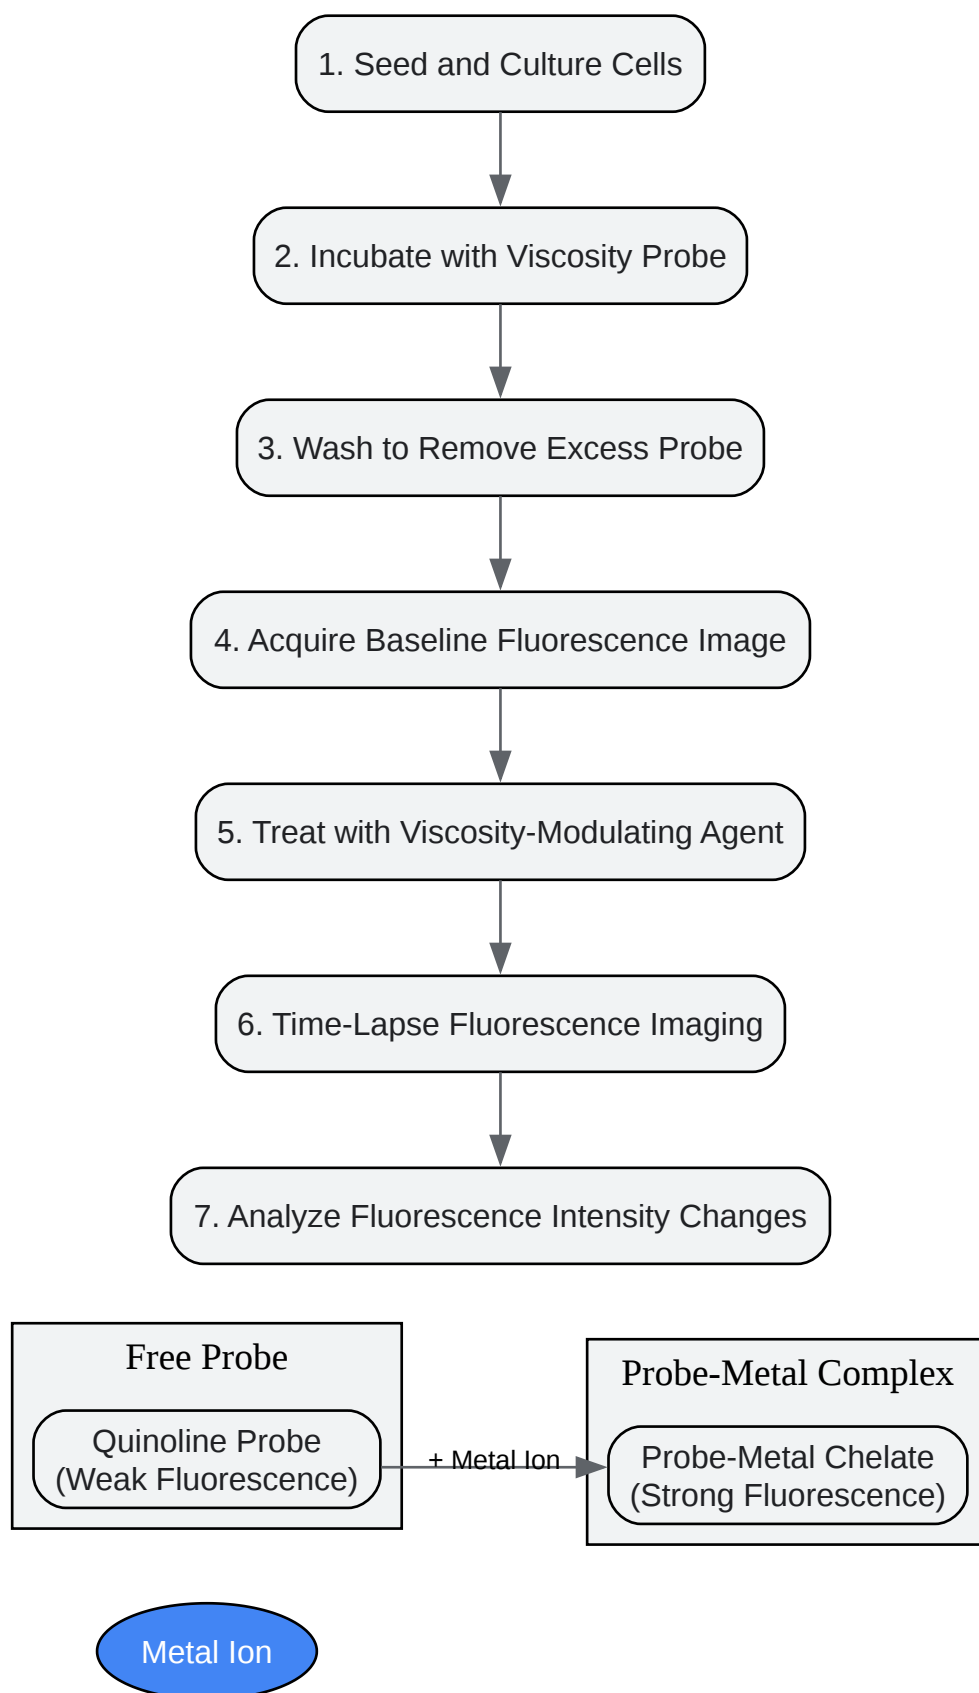 1. Seed and Culture Cells
2. Incubate with Viscosity Probe
3. Wash to Remove Excess Probe
4. Acquire Baseline Fluorescence Image
5. Treat with Viscosity-Modulating Agent
6. Time-Lapse Fluorescence Imaging
7. Analyze Fluorescence Intensity Changes
Free Probe
Quinoline Probe
(Weak Fluorescence)
+ Metal Ion
Probe-Metal Complex
Probe-Metal Chelate
(Strong Fluorescence)
Metal Ion